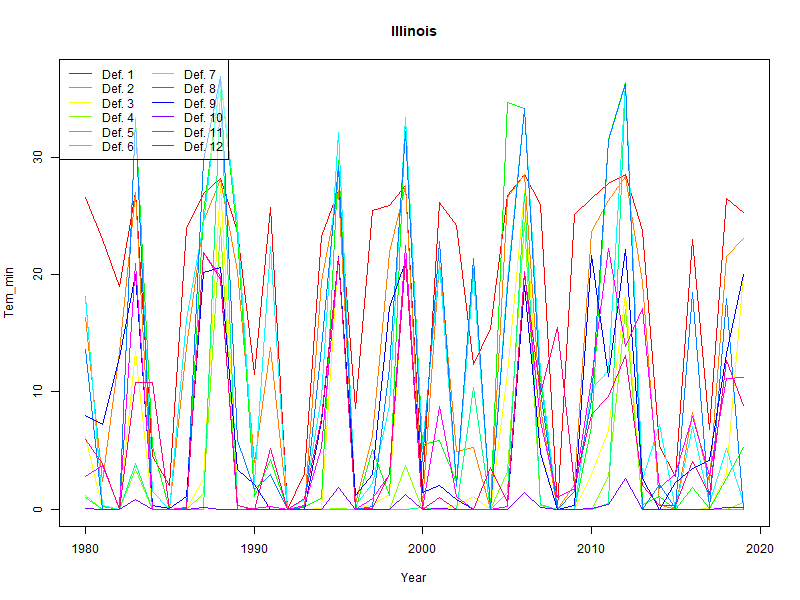 Illinois
Def. 1 Def. 7
Def. 2 Def. 8
Def. 3 Def. 9
Def. 4 Def. 10
Def. 5 Def. 11
Def. 6 Def. 12
Tem_min
30
20
10
0
1980 1990 2000 2010 2020
Year